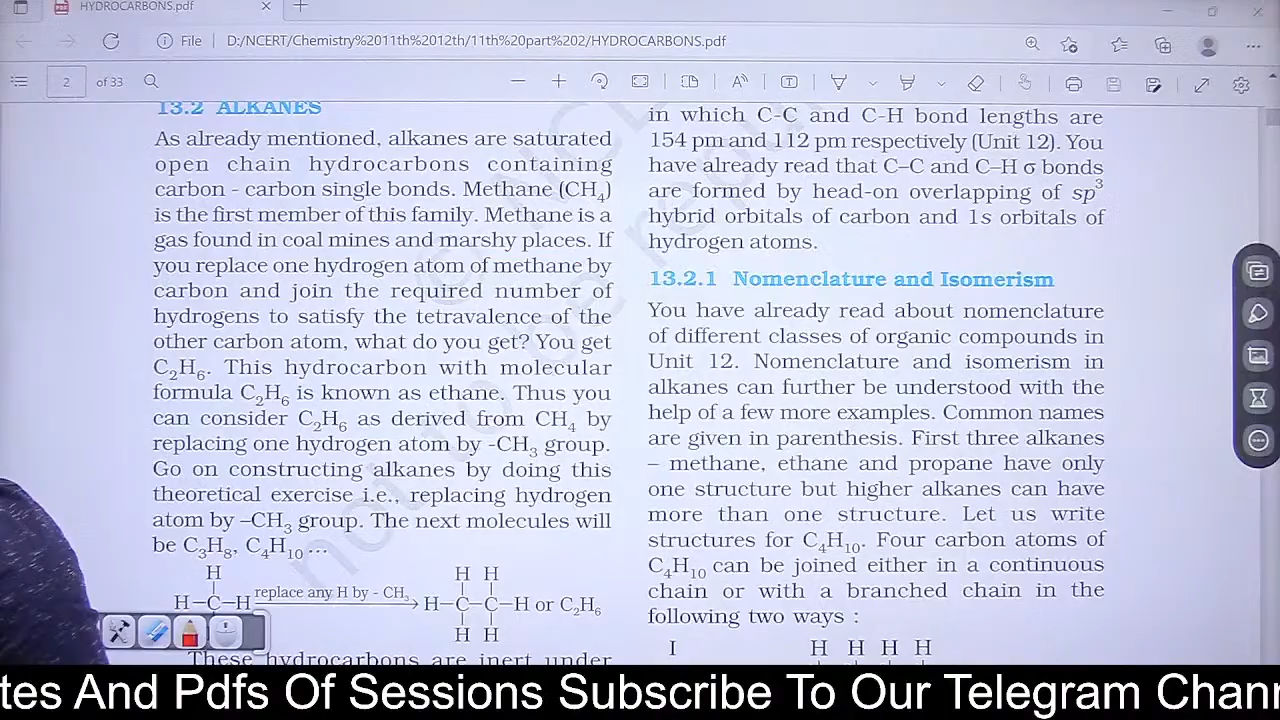 HYDROCARBONS.pdf
File
D:/NCERT/Chemistry%2011th%2012th/11th%20part%202/HYDROCARBONS.pdf
2 of 33
13.2 ALKANES
As already mentioned, alkanes are saturated
open chain hydrocarbons containing
carbon - carbon single bonds. Methane (CH4)
is the first member of this family. Methane is a
gas found in coal mines and marshy places. If
you replace one hydrogen atom of methane by
carbon and join the required number of
hydrogens to satisfy the tetravalence of the
other carbon atom, what do you get? You get
C2H6. This hydrocarbon with molecular
formula C2H6 is known as ethane. Thus you
can consider C2H6 as derived from CH4 by
replacing one hydrogen atom by -CH3 group.
Go on constructing alkanes by doing this
theoretical exercise i.e., replacing hydrogen
atom by –CH3 group. The next molecules will
be C3H8, C4H10 ...
H
H H
H–C–H replace any H by - CH3 H–C–C–H or C2H6
H H
These hydrocarbons are inert under
in which C-C and C-H bond lengths are
154 pm and 112 pm respectively (Unit 12). You
have already read that C–C and C–H σ bonds
are formed by head-on overlapping of sp3
hybrid orbitals of carbon and 1s orbitals of
hydrogen atoms.
13.2.1 Nomenclature and Isomerism
You have already read about nomenclature
of different classes of organic compounds in
Unit 12. Nomenclature and isomerism in
alkanes can further be understood with the
help of a few more examples. Common names
are given in parenthesis. First three alkanes
– methane, ethane and propane have only
one structure but higher alkanes can have
more than one structure. Let us write
structures for C4H10. Four carbon atoms of
C4H10 can be joined either in a continuous
chain or with a branched chain in the
following two ways :
I H H H H
tes And Pdfs Of Sessions Subscribe To Our Telegram Chann